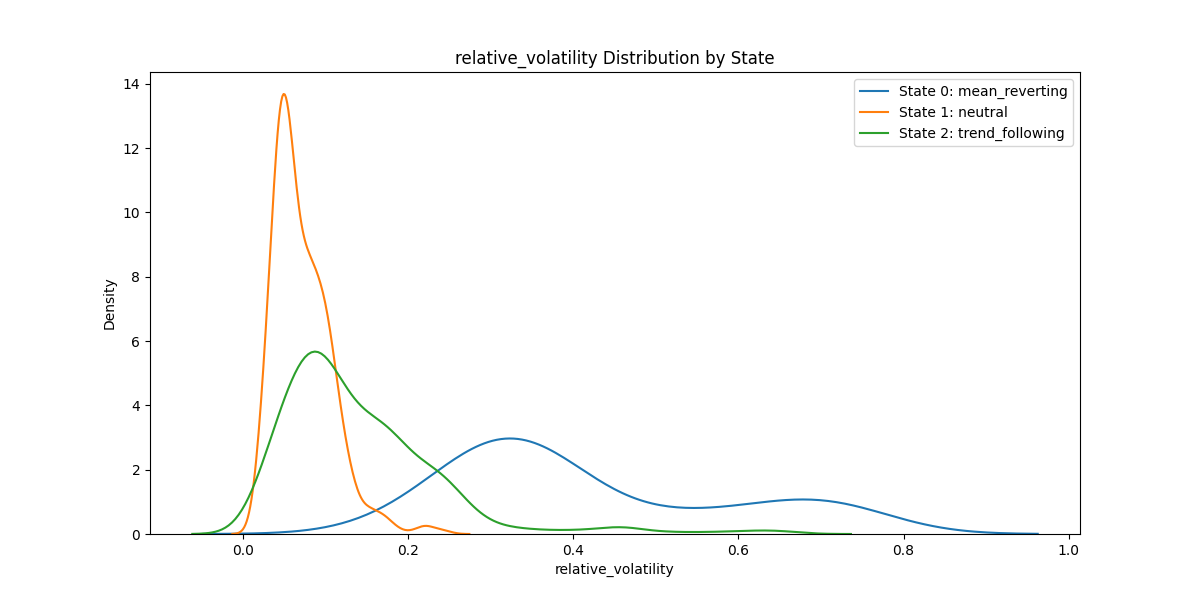 relative_volatility Distribution by State
State 0: mean_reverting
State 1: neutral
State 2: trend_following
Density
14
12
10
8
6
4
2
0
0.0 0.2 0.4 0.6 0.8 1.0
relative_volatility